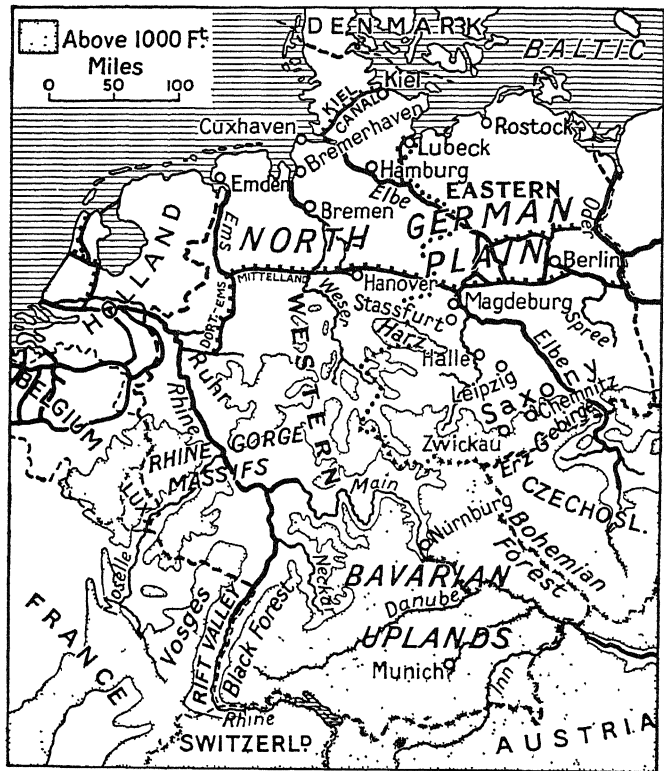 DENMARK
Above 1000 Ft.
Miles
0 50 100
BALTIC
Kiel
KIEL
CANAL
Cuxhaven
Bremerhaven
Rostock
Lubeck
Hamburg
Emden
Elbe
EASTERN
Bremen
GERMAN
Ems
NORTH
PLAIN
Oder
Berlin
HOLLAND
MITTELLAND
Hanover
DORT-EMS
Weser
Magdeburg
Stassfurt
Spree
WESTERN
Harz
Elbe
Halle
Ruhr
Leipzig
Saxony
BELGIUM
Rhine
Chemnitz
Zwickau
Erz Gebirge
RHINE GORGE
MASSIFS
LUX.
Main
CZECHOSL.
Nürnburg
Bohemian
Forest
Moselle
Neckar
BAVARIAN
Danube
FRANCE
Vosges
RIFT VALLEY
Black Forest
UPLANDS
Munich
Inn
Rhine
SWITZERLD.
AUSTRIA